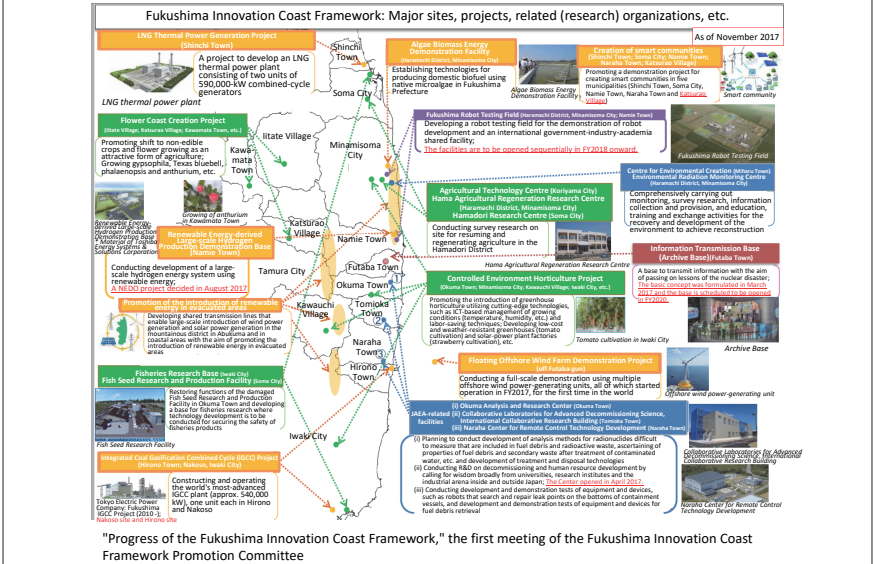 Fukushima Innovation Coast Framework: Major sites, projects, related (research) organizations, etc.
As of November 2017
LNG Thermal Power Generation Project
(Shinchi Town)
A project to develop an LNG
thermal power plant
consisting of two units of
590,000-kW combined-cycle
generators
LNG thermal power plant
Flower Coast Creation Project
(Iitate Village; Katsurao Village; Kawamata Town, etc.)
Promoting shift to non-edible
crops and flower growing as an
attractive form of agriculture;
Growing gypsophila, Texas bluebell,
phalaenopsis and anthurium, etc.
Growing of anthurium
in Kawamata Town
Renewable Energy-
derived Large-scale
Hydrogen Production
Demonstration Base
* Material of Toshiba
Energy Systems &
Solutions Corporation
Renewable Energy-derived
Large-scale Hydrogen
Production Demonstration Base
(Namie Town)
Conducting development of a large-
scale hydrogen energy system using
renewable energy;
A NEDO project decided in August 2017
Promotion of the introduction of renewable
energy in evacuated areas
Developing shared transmission lines that
enable large-scale introduction of wind power
generation and solar power generation in the
mountainous district in Abukuma and in
coastal areas with the aim of promoting the
introduction of renewable energy in evacuated
areas
Fisheries Research Base (Iwaki City)
Fish Seed Research and Production Facility (Soma City)
Restoring functions of the damaged
Fish Seed Research and Production
Facility in Okuma Town and developing
a base for fisheries research where
technology development is to be
conducted for securing the safety of
fisheries products
Fish Seed Research Facility
Integrated Coal Gasification Combined Cycle (IGCC) Project
(Hirono Town; Nakoso, Iwaki City)
Constructing and operating
the world's most-advanced
IGCC plant (approx. 540,000
kW), one unit each in Hirono
and Nakoso
Tokyo Electric Power
Company: Fukushima
IGCC Project (2010 -);
Nakoso site and Hirono site
Shinchi
Town
Soma City
Iitate Village
Minamisoma
City
Kawa
mata
Town
Katsurao
Village
Namie Town
Tamura City
Futaba Town
Okuma Town
Tomioka
Town
Kawauchi
Village
Naraha
Town
Hirono
Town
Iwaki City
Algae Biomass Energy
Demonstration Facility
(Haramachi District, Minamisoma City)
Establishing technologies for
producing domestic biofuel using
native microalgae in Fukushima
Prefecture
Algae Biomass Energy
Demonstration Facility
Creation of smart communities
(Shinchi Town; Soma City; Namie Town;
Naraha Town; Katsurao Village)
Promoting a demonstration project for
creating smart communities in five
municipalities (Shinchi Town, Soma City,
Namie Town, Naraha Town and Katsurao
Village)
Smart community
Fukushima Robot Testing Field (Haramachi District, Minamisoma City; Namie Town)
Developing a robot testing field for the demonstration of robot
development and an international government-industry-academia
shared facility;
The facilities are to be opened sequentially in FY2018 onward.
Fukushima Robot Testing Field
Centre for Environmental Creation (Miharu Town)
Environmental Radiation Monitoring Centre
(Haramachi District, Minamisoma City)
Comprehensively carrying out
monitoring, survey research, information
collection and provision, and education,
training and exchange activities for the
recovery and development of the
environment to achieve reconstruction
Agricultural Technology Centre (Koriyama City)
Hama Agricultural Regeneration Research Centre
(Haramachi District, Minamisoma City)
Hamadori Research Centre (Soma City)
Conducting survey research on
site for resuming and
regenerating agriculture in the
Hamadori District
Hama Agricultural Regeneration Research Centre
Information Transmission Base
(Archive Base)(Futaba Town)
A base to transmit information with the aim
of passing on lessons of the nuclear disaster;
The basic concept was formulated in March
2017 and the base is scheduled to be opened
in FY2020.
Archive Base
Controlled Environment Horticulture Project
(Okuma Town; Minamisoma City; Kawauchi Village; Iwaki City, etc.)
Promoting the introduction of greenhouse
horticulture utilizing cutting-edge technologies,
such as ICT-based management of growing
conditions (temperature, humidity, etc.) and
labor-saving techniques; Developing low-cost
and weather-resistant greenhouses (tomato
cultivation) and solar-power plant factories
(strawberry cultivation), etc.
Tomato cultivation in Iwaki City
Floating Offshore Wind Farm Demonstration Project
(off Futaba-gun)
Conducting a full-scale demonstration using multiple
offshore wind power-generating units, all of which started
operation in FY2017, for the first time in the world
Offshore wind power-generating unit
JAEA-related
facilities
(i) Okuma Analysis and Research Center (Okuma Town)
(ii) Collaborative Laboratories for Advanced Decommissioning Science,
International Collaborative Research Building (Tomioka Town)
(iii) Naraha Center for Remote Control Technology Development (Naraha Town)
(i) Planning to conduct development of analysis methods for radionuclides difficult
to measure that are included in fuel debris and radioactive waste, ascertaining of
properties of fuel debris and secondary waste after treatment of contaminated
water, etc. and development of treatment and disposal technologies
(ii) Conducting R&D on decommissioning and human resource development by
calling for wisdom broadly from universities, research institutes and the
industrial arena inside and outside Japan; The Center opened in April 2017.
(iii) Conducting development and demonstration tests of equipment and devices,
such as robots that search and repair leak points on the bottom of containment
vessels, and development and demonstration tests of equipment and devices for
fuel debris retrieval
Collaborative Laboratories for Advanced
Decommissioning Science, International
Collaborative Research Building
Naraha Center for Remote Control
Technology Development
"Progress of the Fukushima Innovation Coast Framework," the first meeting of the Fukushima Innovation Coast
Framework Promotion Committee